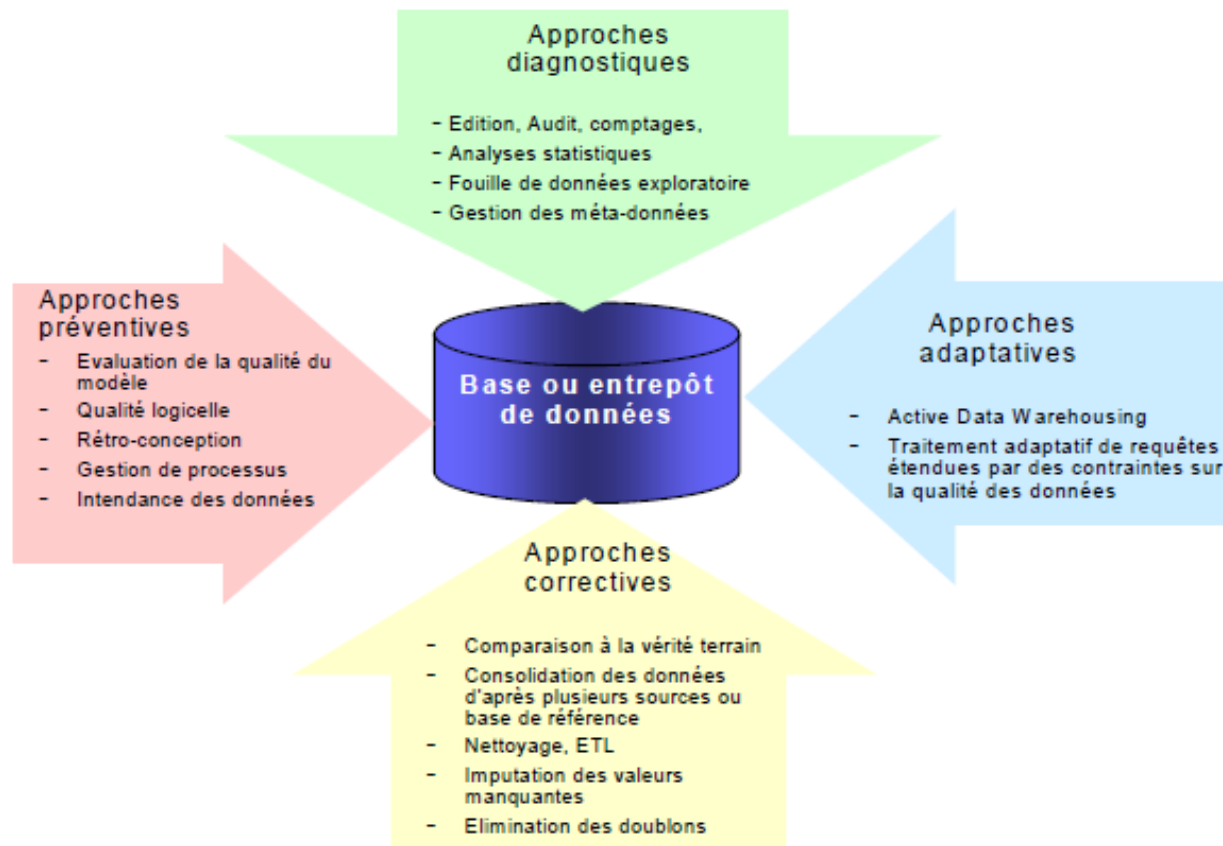 Approches
diagnostiques
- Edition, Audit, comptages,
- Analyses statistiques
- Fouille de données exploratoire
- Gestion des méta-données
Approches
préventives
- Evaluation de la qualité du
modèle
- Qualité logicielle
- Rétro-conception
- Gestion de processus
- Intendance des données
Base ou entrepôt
de données
Approches
adaptatives
- Active Data Warehousing
- Traitement adaptatif de requêtes
étendues par des contraintes sur
la qualité des données
Approches
correctives
- Comparaison à la vérité terrain
- Consolidation des données
d'après plusieurs sources ou
base de référence
- Nettoyage, ETL
- Imputation des valeurs
manquantes
- Elimination des doublons